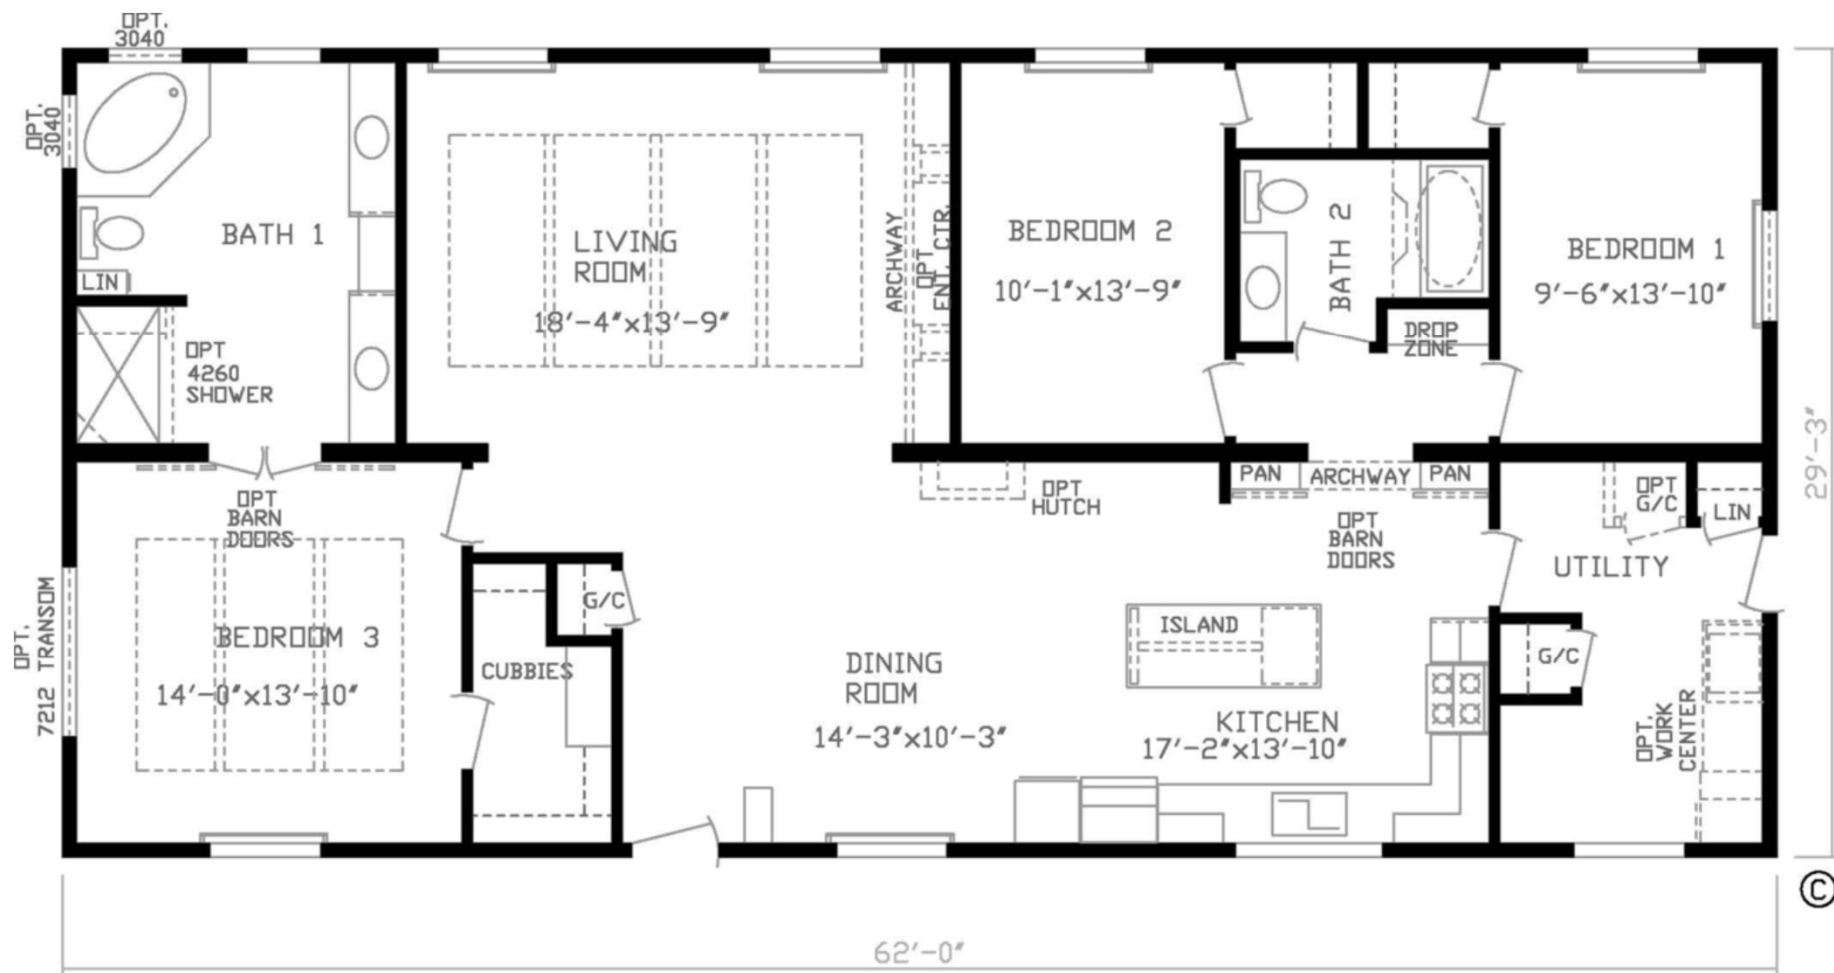 OPT.
3040
OPT.
3040
BATH 1
LIN
OPT
4260
SHOWER
LIVING
ROOM
18'-4"x13'-9"
ARCHWAY
OPT
ENT. CTR.
BEDROOM 2
10'-1"x13'-9"
BATH 2
DROP
ZONE
BEDROOM 1
9'-6"x13'-10"
29'-3"
OPT
BARN
DOORS
OPT.
7212 TRANSOM
BEDROOM 3
14'-0"x13'-10"
G/C
CUBBIES
OPT
HUTCH
PAN
ARCHWAY
PAN
OPT
BARN
DOORS
OPT
G/C
LIN
UTILITY
ISLAND
G/C
DINING
ROOM
14'-3"x10'-3"
KITCHEN
17'-2"x13'-10"
OPT.
WORK
CENTER
©
62'-0"